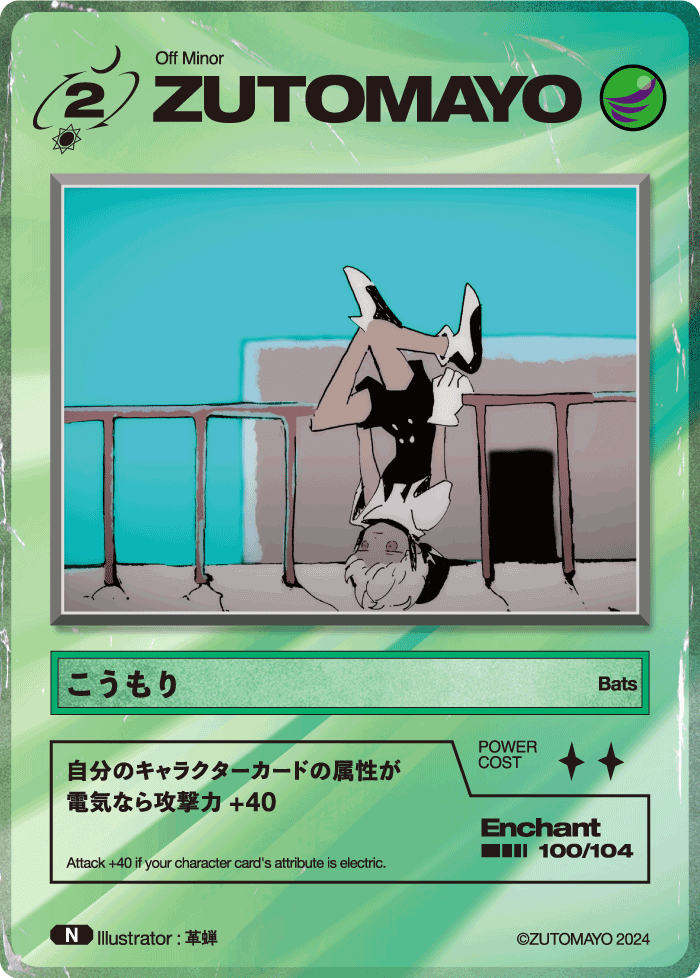 Off Minor
2
ZUTOMAYO
こうもり
Bats
自分のキャラクターカードの属性が
電気なら攻撃力 +40
Attack +40 if your character card's attribute is electric.
POWER
COST
Enchant
100/104
N
Illustrator : 革蝉
©ZUTOMAYO 2024